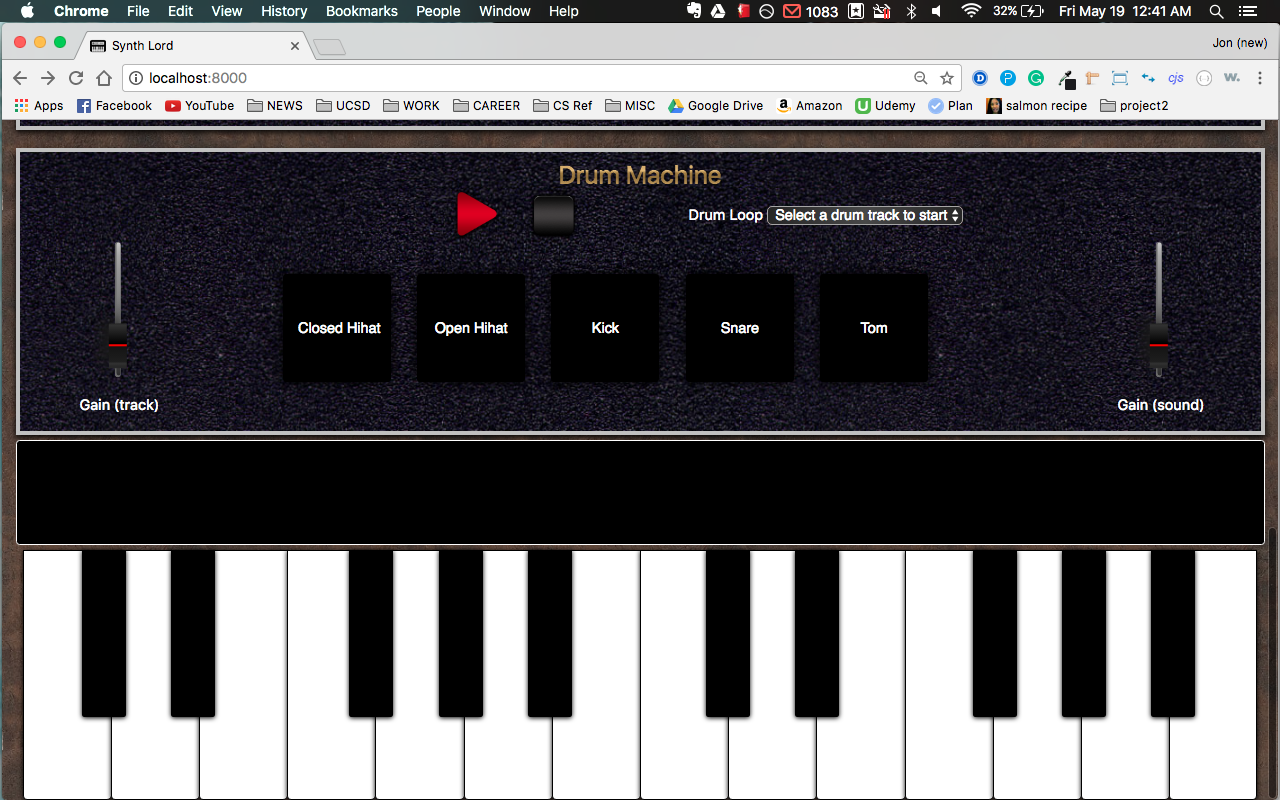 Chrome File Edit View History Bookmarks People Window Help 1083 32% Fri May 19 12:41 AM
Synth Lord Jon (new)
localhost:8000 cjs W.
Apps Facebook YouTube NEWS UCSD WORK CAREER CS Ref MISC Google Drive Amazon Udemy Plan salmon recipe project2
Drum Machine
Drum Loop Select a drum track to start
Closed Hihat Open Hihat Kick Snare Tom
Gain (track) Gain (sound)